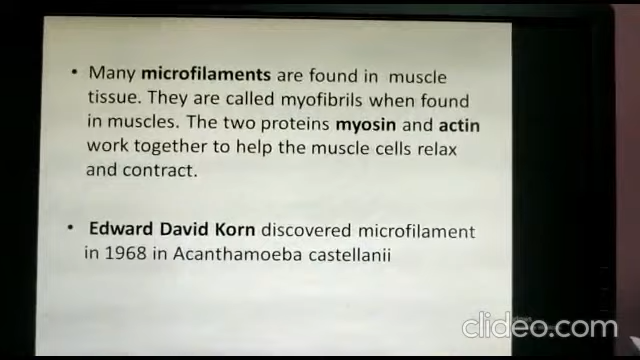 • Many microfilaments are found in muscle
tissue. They are called myofibrils when found
in muscles. The two proteins myosin and actin
work together to help the muscle cells relax
and contract.
• Edward David Korn discovered microfilament
in 1968 in Acanthamoeba castellanii
clideo.com